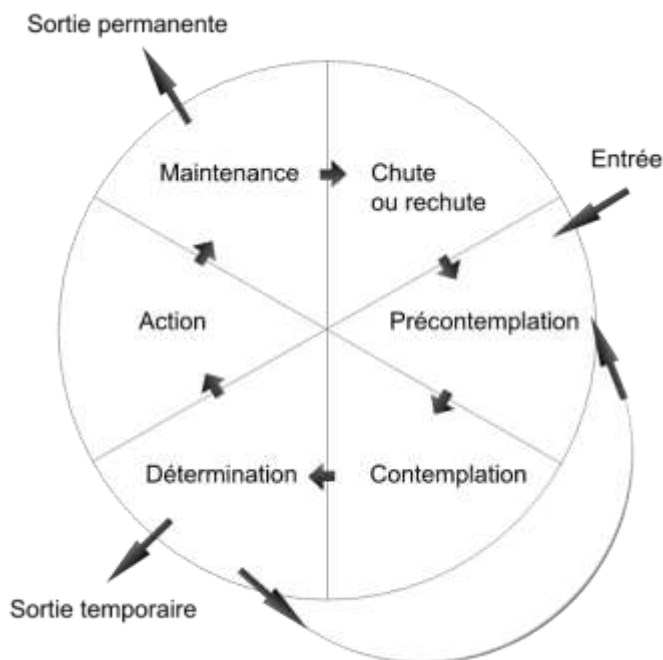 Sortie permanente
Entrée
Maintenance
Chute
ou rechute
Action
Précontemplation
Détermination
Contemplation
Sortie temporaire